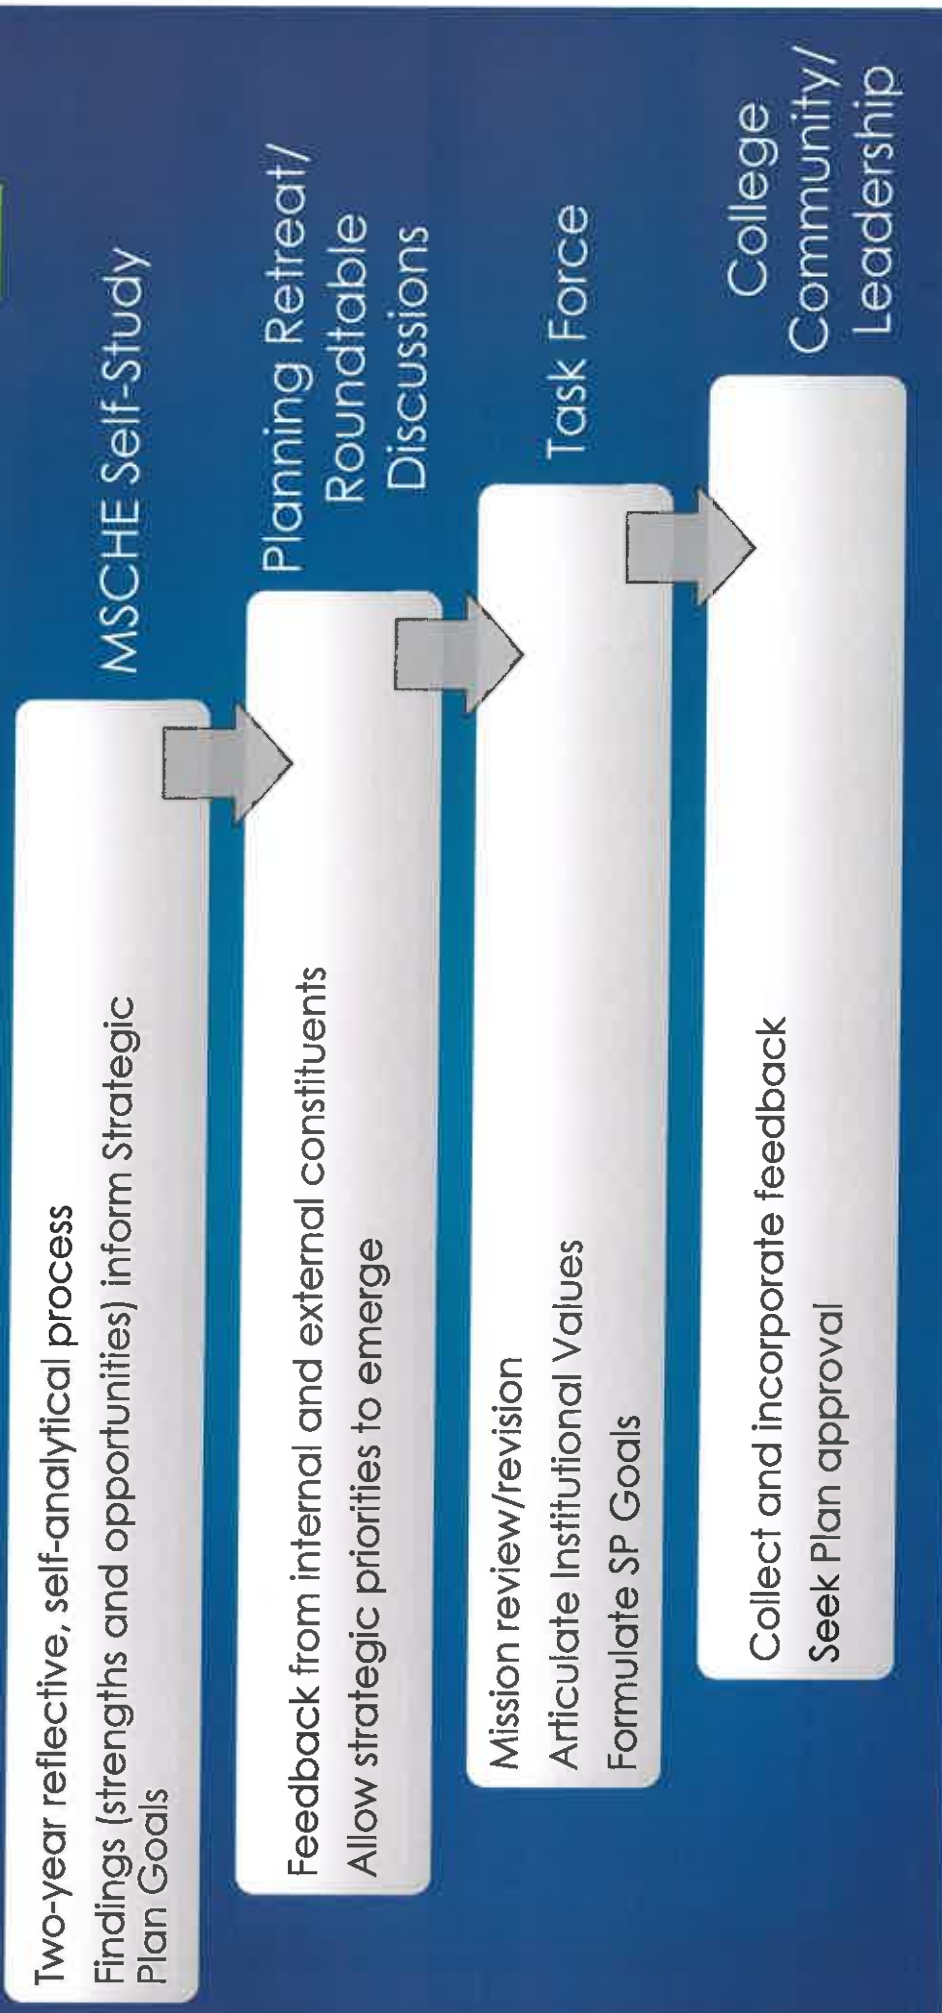 Two-year reflective, self-analytical process
Findings (strengths and opportunities) inform Strategic
Plan Goals
MSCHE Self-Study
Feedback from internal and external constituents
Allow strategic priorities to emerge
Planning Retreat/
Roundtable
Discussions
Mission review/revision
Articulate Institutional Values
Formulate SP Goals
Task Force
Collect and incorporate feedback
Seek Plan approval
College
Community/
Leadership